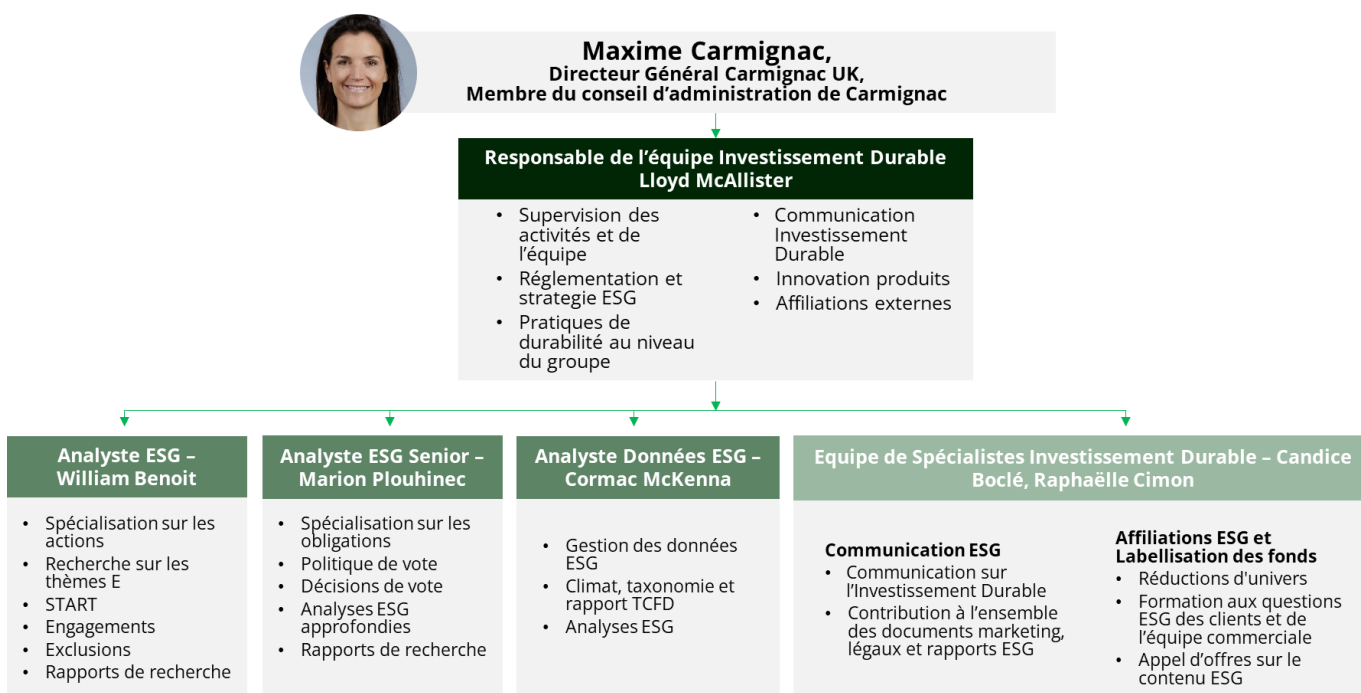 Maxime Carmignac,
Directeur Général Carmignac UK,
Membre du conseil d’administration de Carmignac
Responsable de l’équipe Investissement Durable
Lloyd McAllister
• Supervision des
activités et de
l’équipe
• Réglementation et
strategie ESG
• Pratiques de
durabilité au niveau
du groupe
• Communication
Investissement
Durable
• Innovation produits
• Affiliations externes
Analyste ESG –
William Benoit
• Spécialisation sur les
actions
• Recherche sur les
thèmes E
• START
• Engagements
• Exclusions
• Rapports de recherche
Analyste ESG Senior –
Marion Plouhinec
• Spécialisation sur les
obligations
• Politique de vote
• Décisions de vote
• Analyses ESG
approfondies
• Rapports de recherche
Analyste Données ESG –
Cormac McKenna
• Gestion des données
ESG
• Climat, taxonomie et
rapport TCFD
• Analyses ESG
Equipe de Spécialistes Investissement Durable – Candice
Boclé, Raphaëlle Cimon
Communication ESG
• Communication sur
l’Investissement Durable
• Contribution à l’ensemble
des documents marketing,
légaux et rapports ESG
Affiliations ESG et
Labellisation des fonds
• Réductions d'univers
• Formation aux questions
ESG des clients et de
l’équipe commerciale
• Appel d’offres sur le
contenu ESG